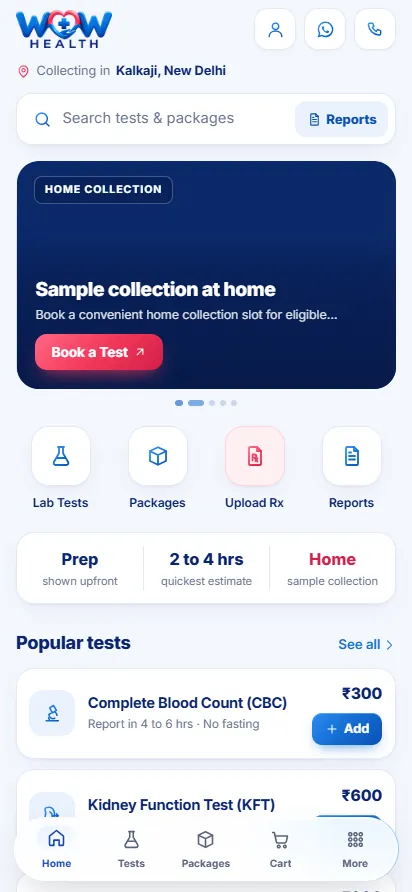 WOW
HEALTH
Collecting in Kalkaji, New Delhi
Search tests & packages
Reports
HOME COLLECTION
Sample collection at home
Book a convenient home collection slot for eligible...
Book a Test
Lab Tests
Packages
Upload Rx
Reports
Prep
shown upfront
2 to 4 hrs
quickest estimate
Home
sample collection
Popular tests
See all
Complete Blood Count (CBC)
Report in 4 to 6 hrs · No fasting
₹300
+ Add
Kidney Function Test (KFT)
₹600
Home
Tests
Packages
Cart
More